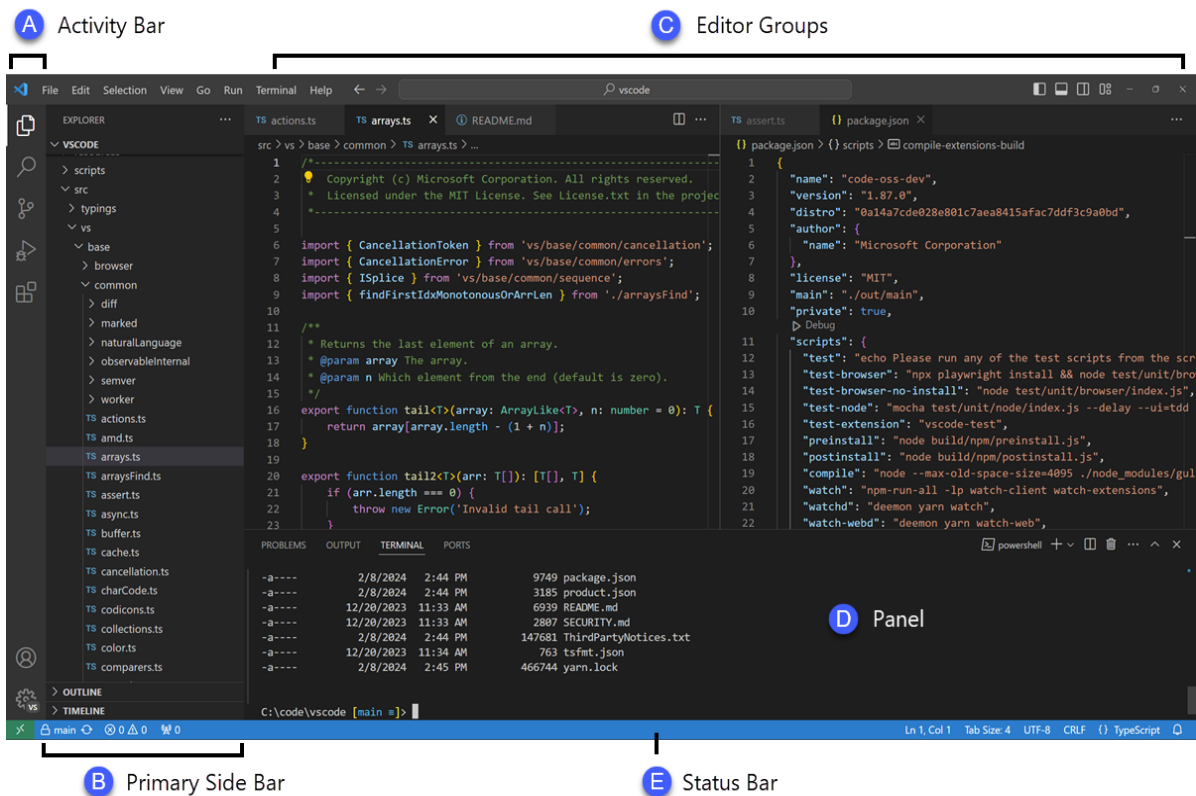 A Activity Bar
C Editor Groups
File Edit Selection View Go Run Terminal Help
vscode
EXPLORER
VSCODE
scripts
src
typings
vs
base
browser
common
diff
marked
naturalLanguage
observableInternal
semver
worker
TS actions.ts
TS amd.ts
TS arrays.ts
TS arraysFind.ts
TS assert.ts
TS async.ts
TS buffer.ts
TS cache.ts
TS cancellation.ts
TS charCode.ts
TS codicons.ts
TS collections.ts
TS color.ts
TS comparers.ts
OUTLINE
TIMELINE
VS
TS actions.ts TS arrays.ts README.md
src > vs > base > common > TS arrays.ts > ...
1 /*---------------------------------------------------------------
2 Copyright (c) Microsoft Corporation. All rights reserved.
3 * Licensed under the MIT License. See License.txt in the projec
4 *---------------------------------------------------------------
5
6 import { CancellationToken } from 'vs/base/common/cancellation';
7 import { CancellationError } from 'vs/base/common/errors';
8 import { ISplice } from 'vs/base/common/sequence';
9 import { findFirstIdxMonotonousOrArrLen } from './arraysFind';
10
11 /**
12 * Returns the last element of an array.
13 * @param array The array.
14 * @param n Which element from the end (default is zero).
15 */
16 export function tail<T>(array: ArrayLike<T>, n: number = 0): T {
17 return array[array.length - (1 + n)];
18 }
19
20 export function tail2<T>(arr: T[]): [T[], T] {
21 if (arr.length === 0) {
22 throw new Error('Invalid tail call');
23 }
TS assert.ts {} package.json
{} package.json > {} scripts > compile-extensions-build
1 {
2 "name": "code-oss-dev",
3 "version": "1.87.0",
4 "distro": "0a14a7cde028e801c7aea8415afac7ddf3c9a0bd",
5 "author": {
6 "name": "Microsoft Corporation"
7 },
8 "license": "MIT",
9 "main": "./out/main",
10 "private": true,
Debug
11 "scripts": {
12 "test": "echo Please run any of the test scripts from the scr
13 "test-browser": "npx playwright install && node test/unit/bro
14 "test-browser-no-install": "node test/unit/browser/index.js",
15 "test-node": "mocha test/unit/node/index.js --delay --ui=tdd
16 "test-extension": "vscode-test",
17 "preinstall": "node build/npm/preinstall.js",
18 "postinstall": "node build/npm/postinstall.js",
19 "compile": "node --max-old-space-size=4095 ./node_modules/gul
20 "watch": "npm-run-all -lp watch-client watch-extensions",
21 "watchd": "deemon yarn watch",
22 "watch-webd": "deemon yarn watch-web",
PROBLEMS OUTPUT TERMINAL PORTS
powershell
-a---- 2/8/2024 2:44 PM 9749 package.json
-a---- 2/8/2024 2:44 PM 3185 product.json
-a---- 12/20/2023 11:33 AM 6939 README.md
-a---- 12/20/2023 11:33 AM 2807 SECURITY.md
-a---- 2/8/2024 2:44 PM 147681 ThirdPartyNotices.txt
-a---- 12/20/2023 11:34 AM 763 tsfmt.json
-a---- 2/8/2024 2:45 PM 466744 yarn.lock
C:\code\vscode [main ≡]>
D Panel
main 0 0 0
Ln 1, Col 1 Tab Size: 4 UTF-8 CRLF {} TypeScript
B Primary Side Bar
E Status Bar